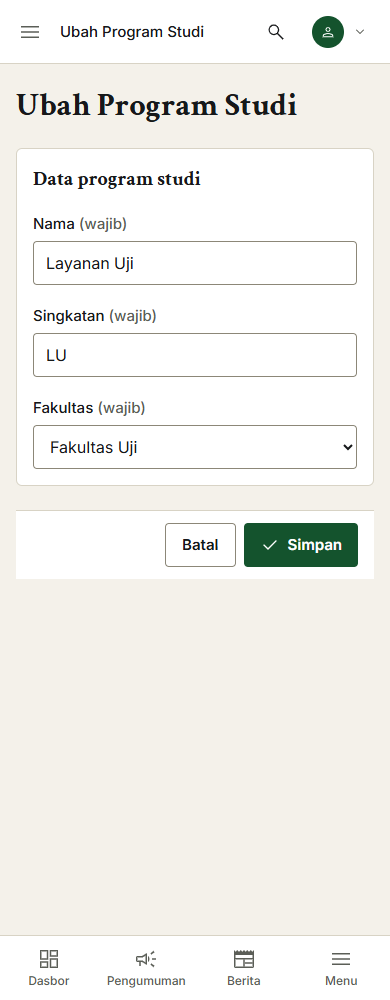 Ubah Program Studi
Ubah Program Studi
Data program studi
Nama (wajib)
Layanan Uji
Singkatan (wajib)
LU
Fakultas (wajib)
Fakultas Uji
Batal
Simpan
Dasbor
Pengumuman
Berita
Menu